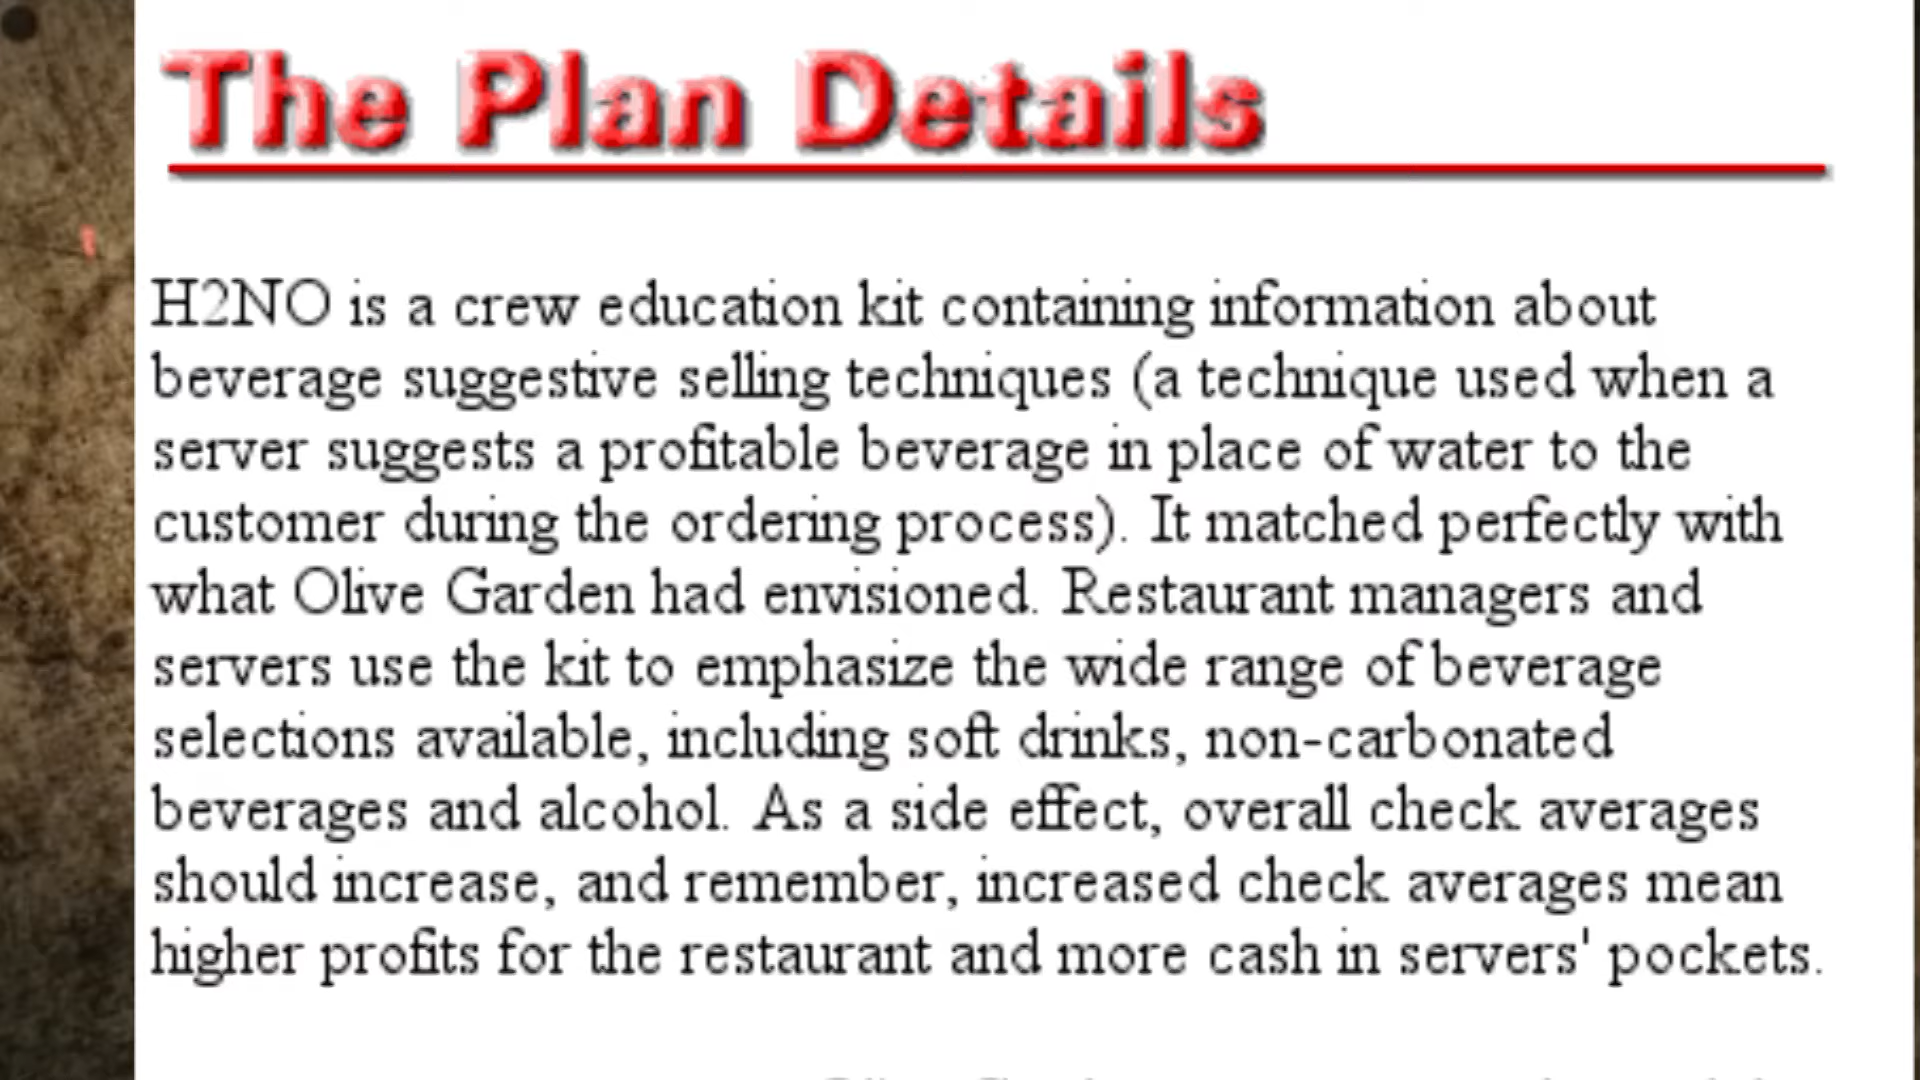 The Plan Details
H2NO is a crew education kit containing information about
beverage suggestive selling techniques (a technique used when a
server suggests a profitable beverage in place of water to the
customer during the ordering process). It matched perfectly with
what Olive Garden had envisioned. Restaurant managers and
servers use the kit to emphasize the wide range of beverage
selections available, including soft drinks, non-carbonated
beverages and alcohol. As a side effect, overall check averages
should increase, and remember, increased check averages mean
higher profits for the restaurant and more cash in servers' pockets.